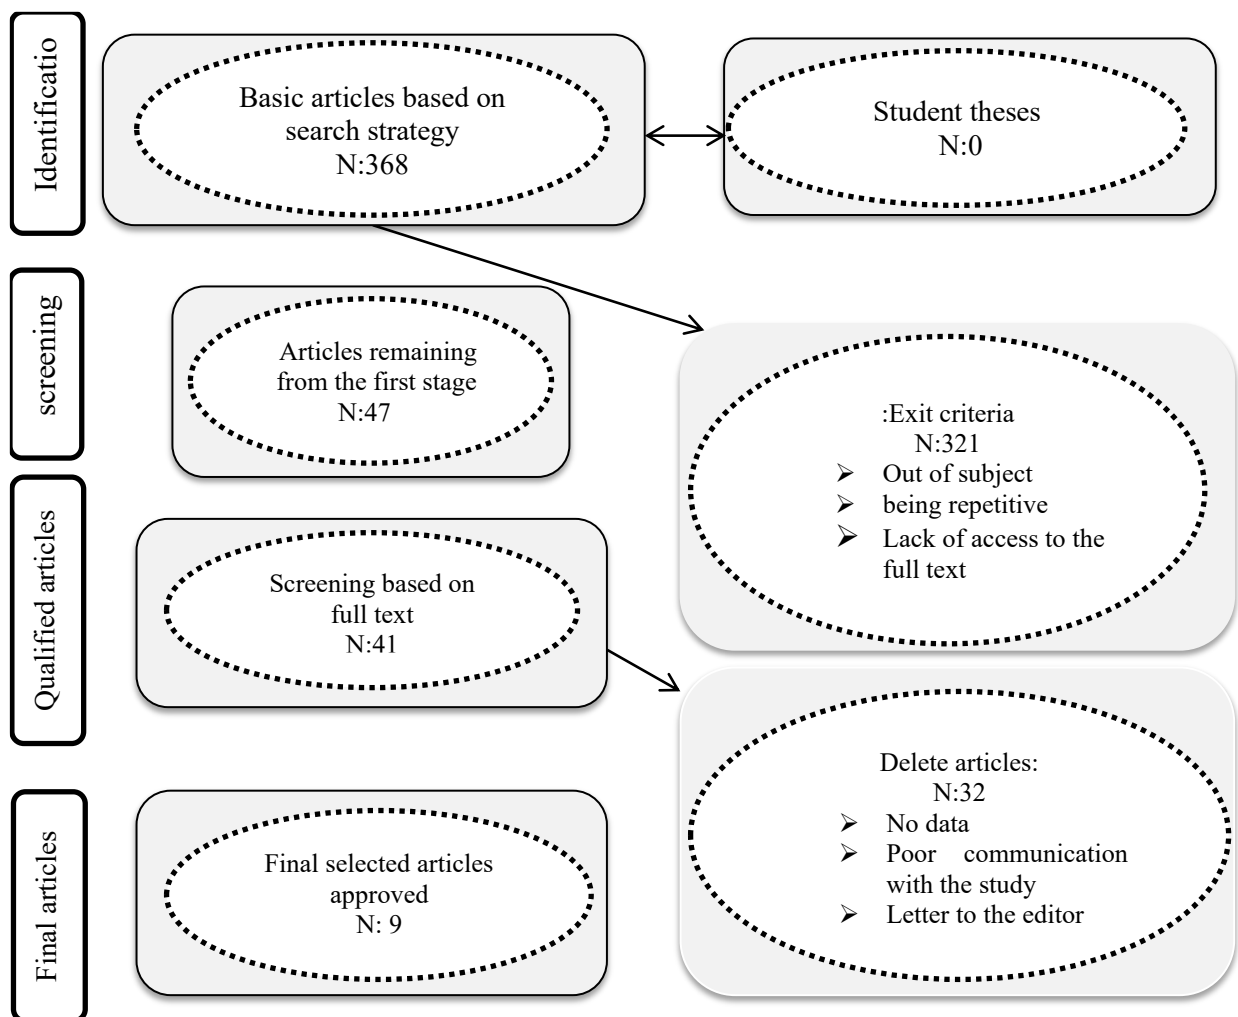 Identificatio
Basic articles based on
search strategy
N:368
Student theses
N:0
screening
Articles remaining
from the first stage
N:47
:Exit criteria
N:321
➢ Out of subject
➢ being repetitive
➢ Lack of access to the
full text
Qualified articles
Screening based on
full text
N:41
Delete articles:
N:32
➢ No data
➢ Poor communication
with the study
➢ Letter to the editor
Final articles
Final selected articles
approved
N: 9